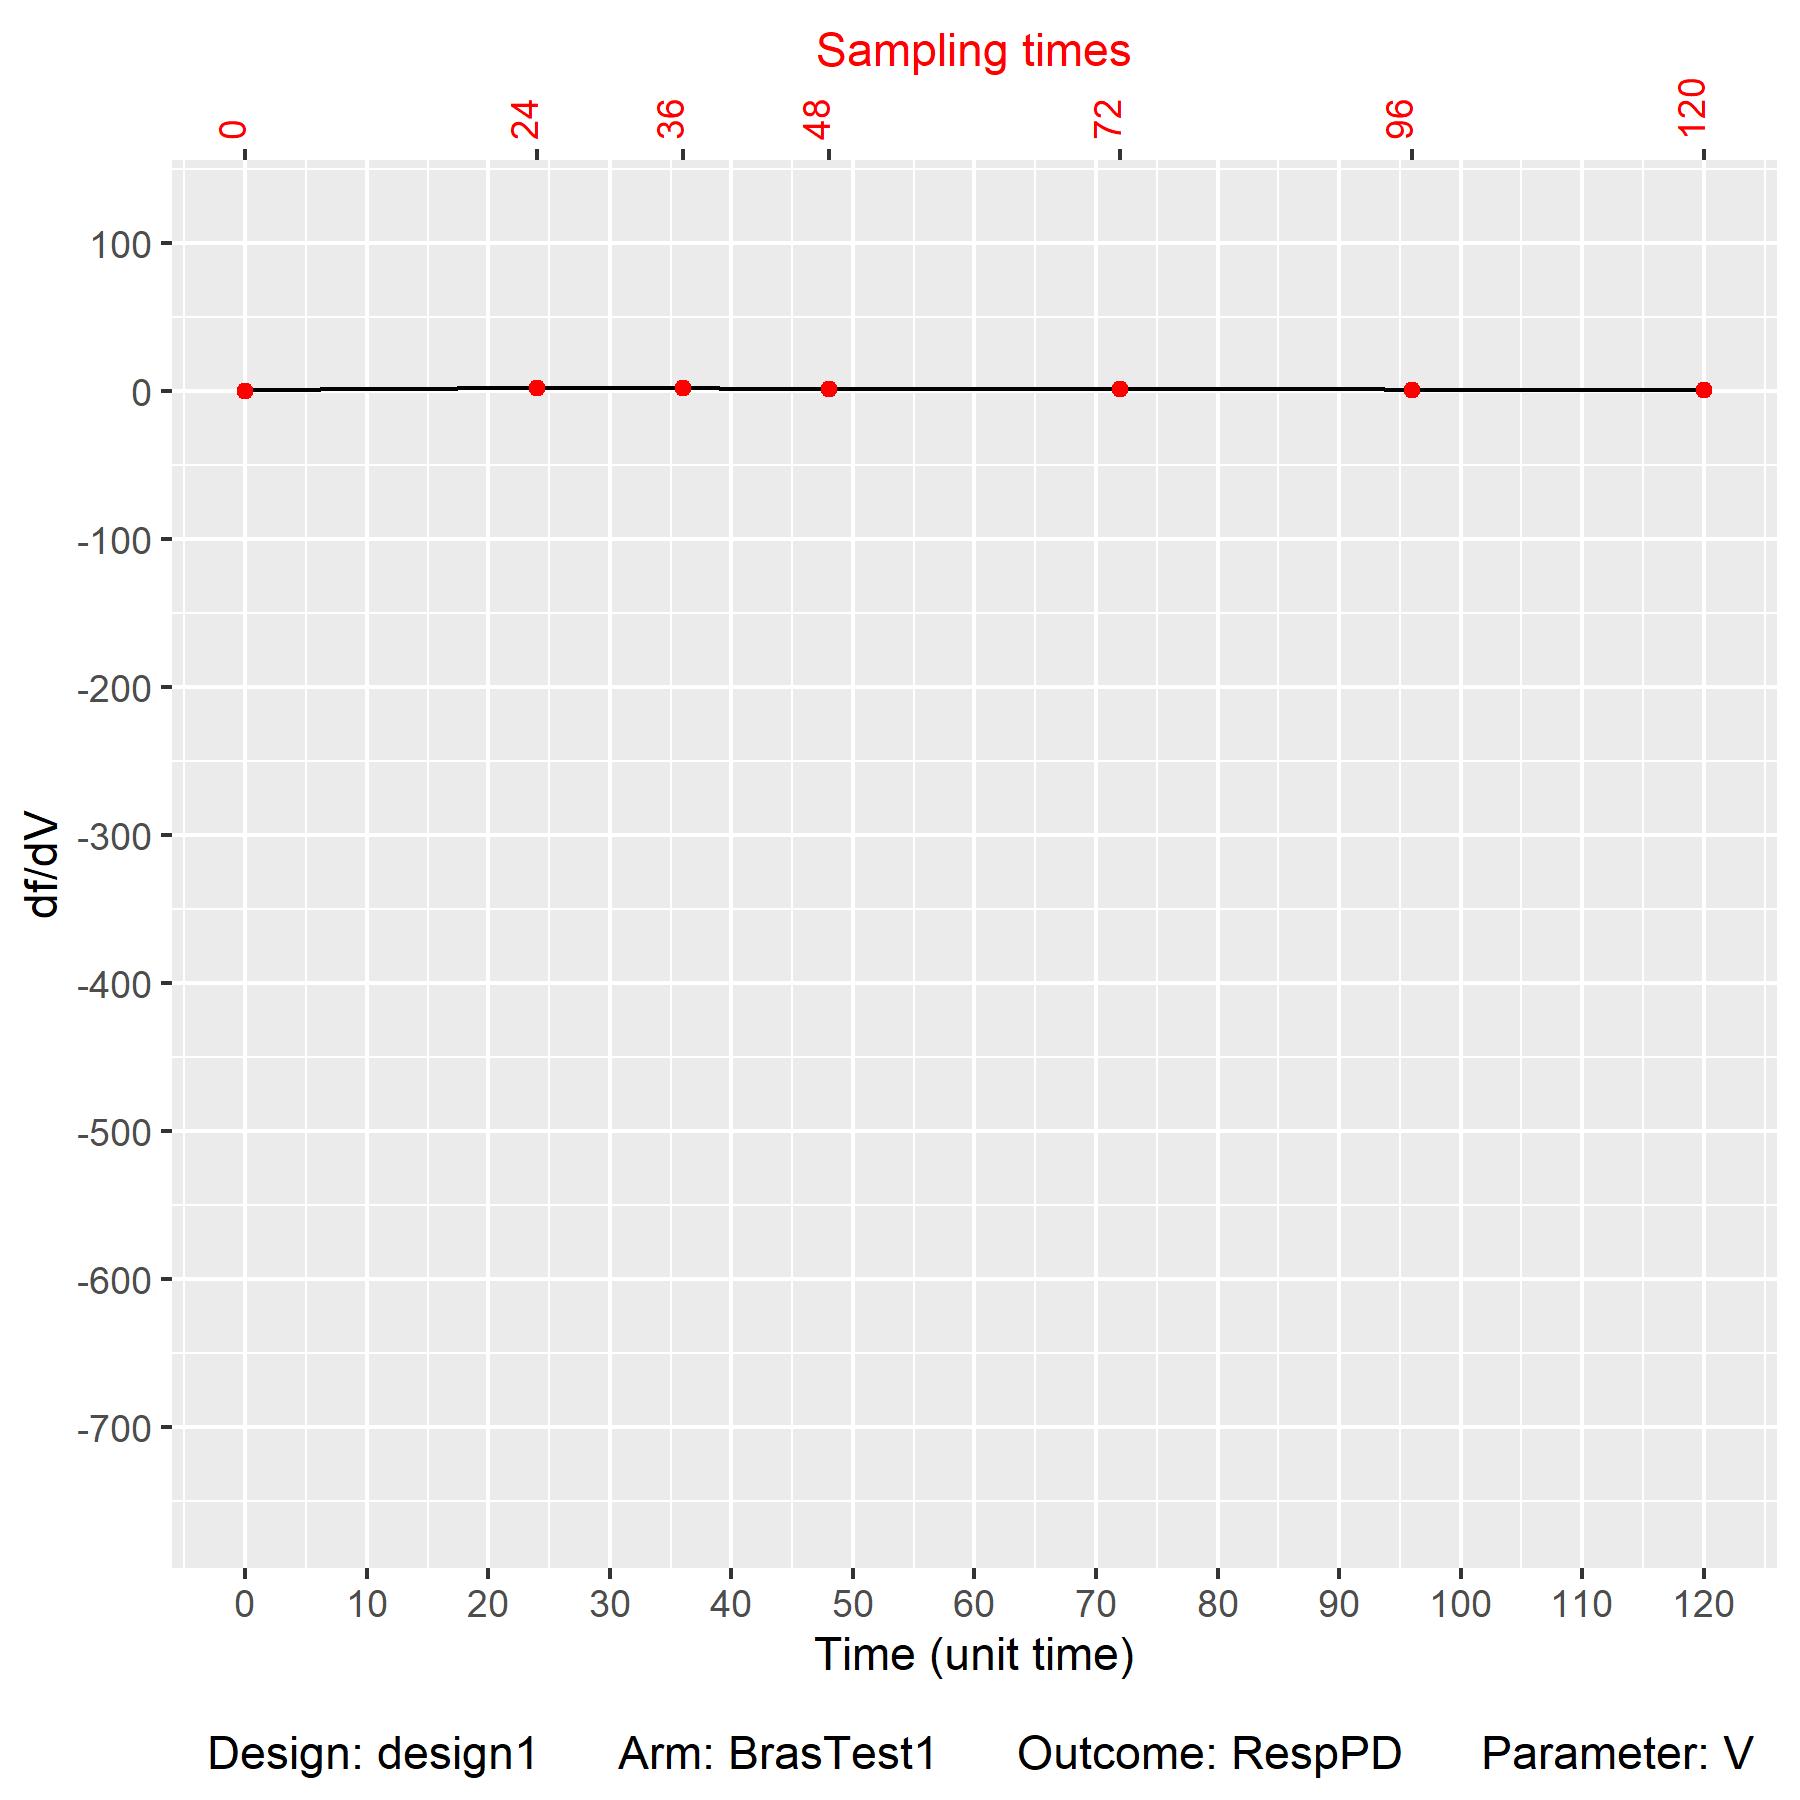 Sampling times
0 24 36 48 72 96 120
100
0
-100
-200
-300
-400
-500
-600
-700
df/dV
0 10 20 30 40 50 60 70 80 90 100 110 120
Time (unit time)
Design: design1 Arm: BrasTest1 Outcome: RespPD Parameter: V